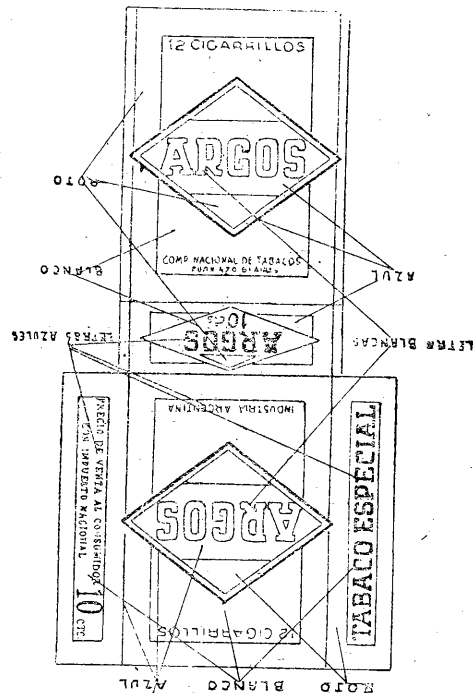 12 CIGARRILLOS
ARGOS
ROJO
COMP NACIONAL DE TABACOS
BLANCO
AZUL
ARGOS
10cts
LETRAS AZULES
LETRAS BLANCAS
INDUSTRIA ARGENTINA
PRECIO DE VENTA AL CONSUMIDOR 10 CTS
CON IMPUESTO NACIONAL
TABACO ESPECIAL
ARGOS
12 CIGARRILLOS
AZUL
BLANCO
ROJO